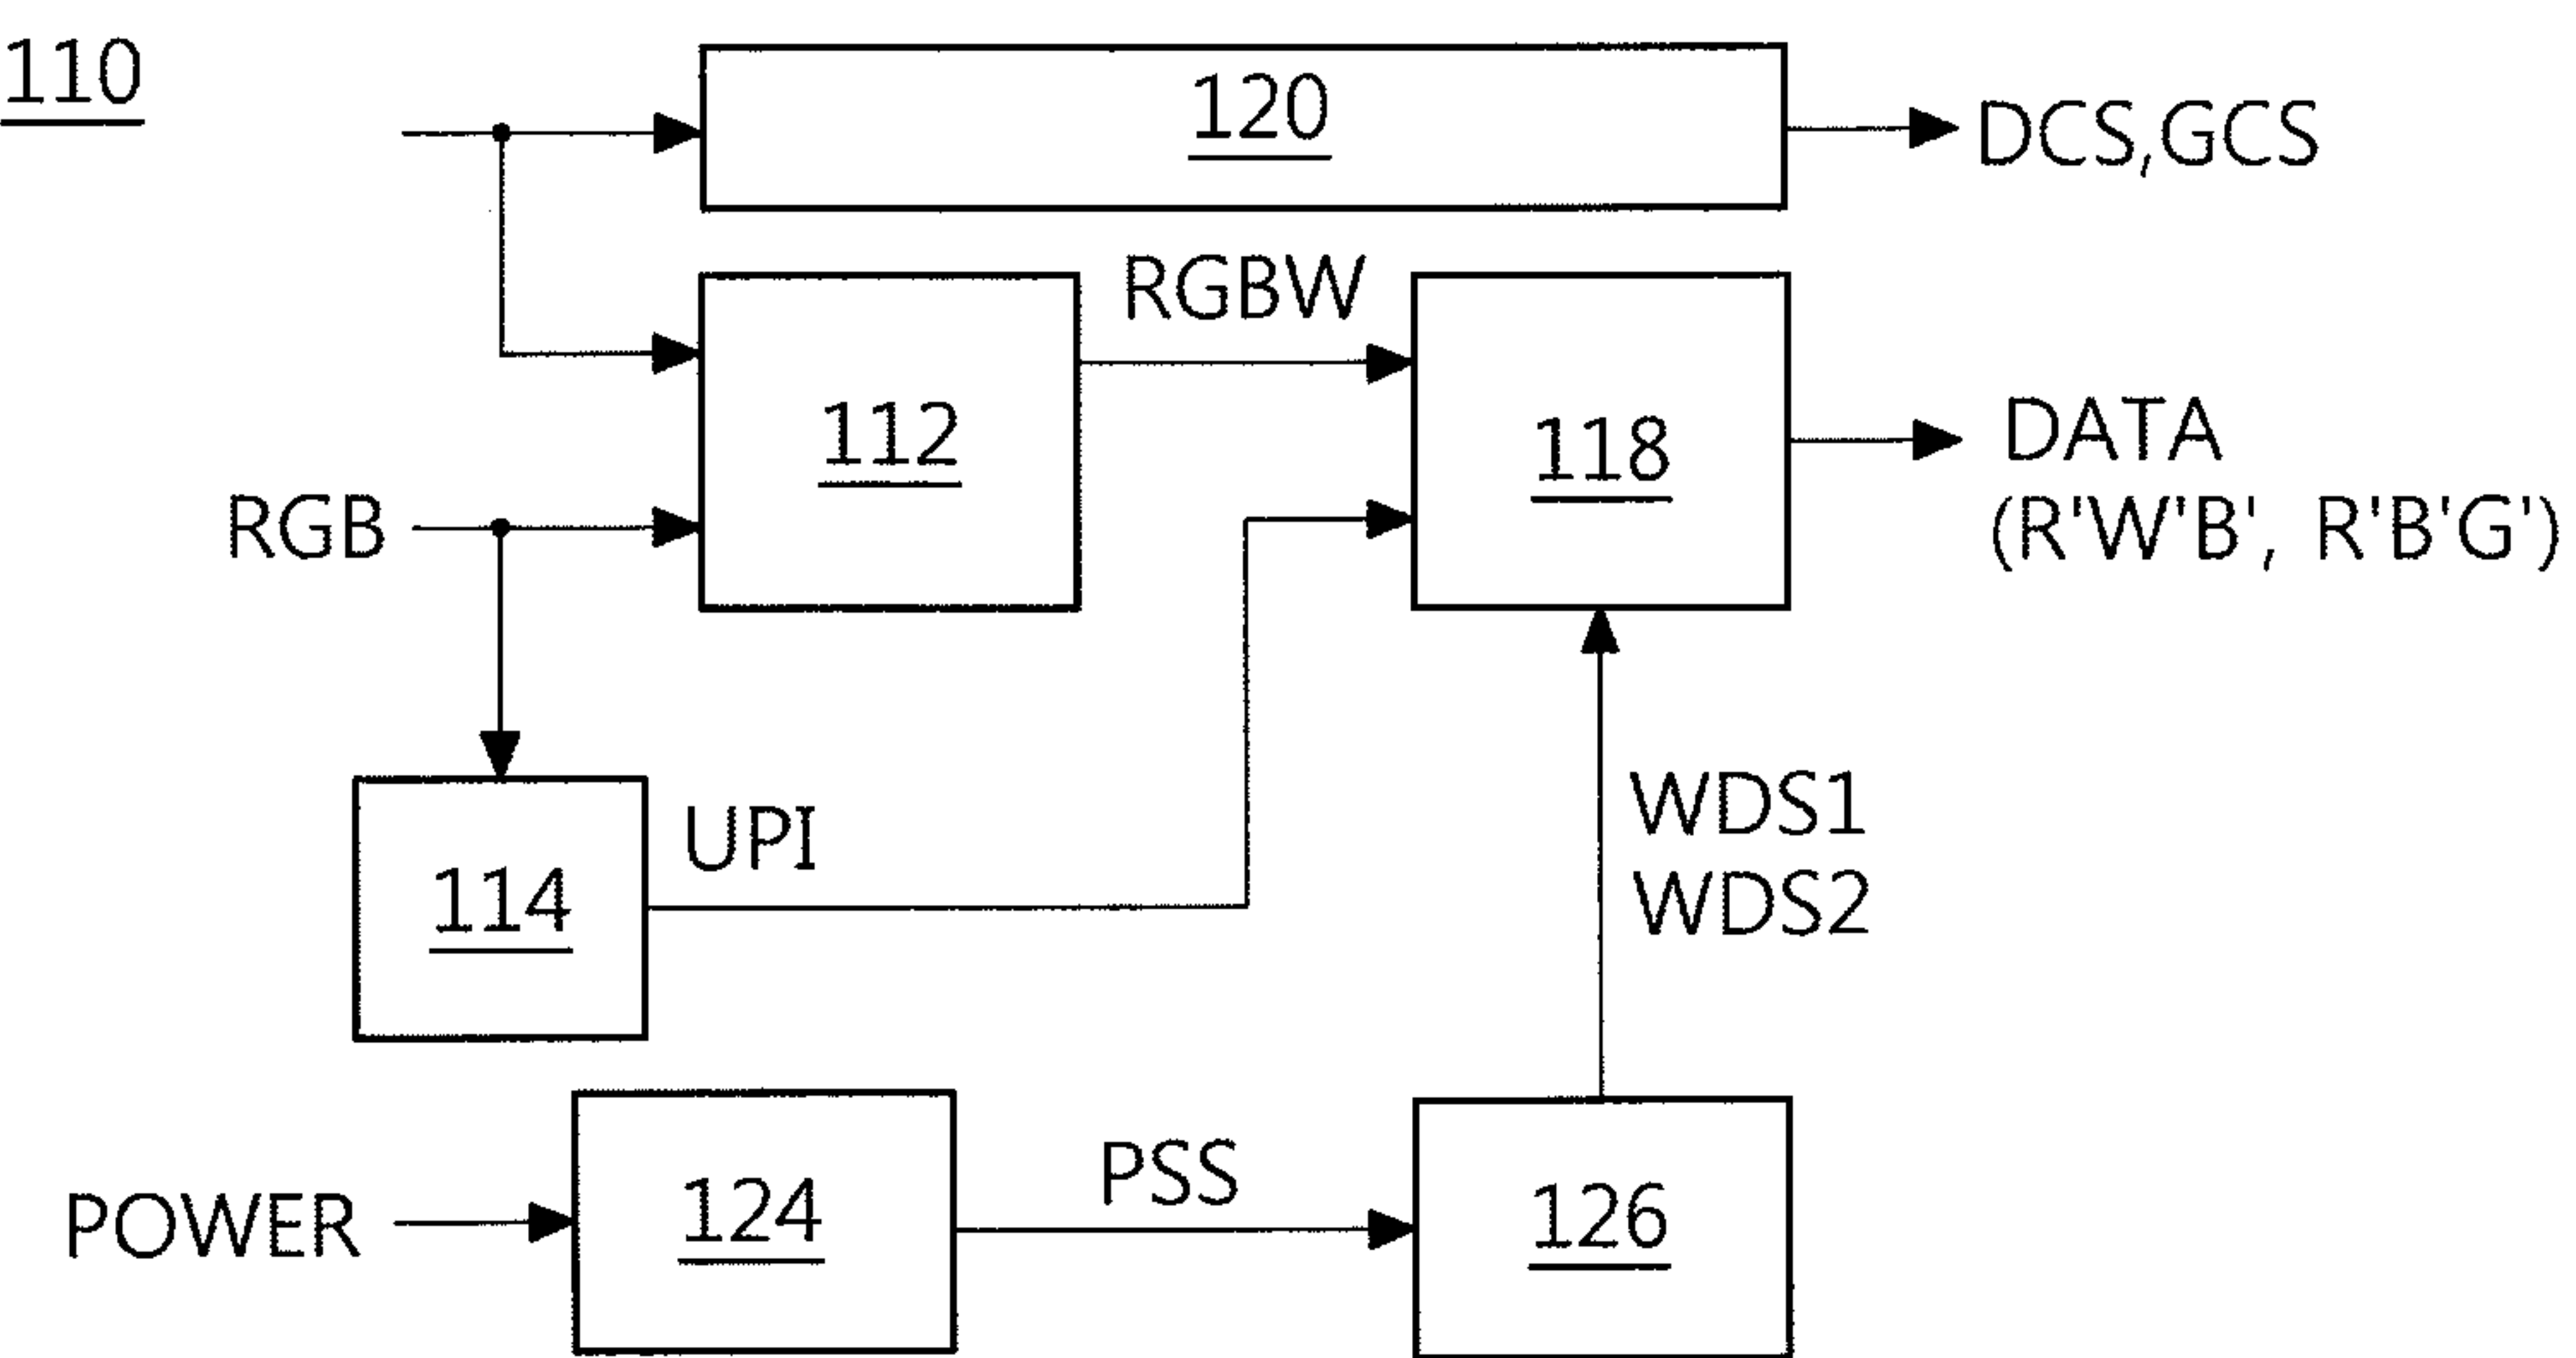 110
120
DCS,GCS
RGBW
112
118
DATA
(R'W'B', R'B'G')
RGB
UPI
114
WDS1
WDS2
POWER
124
PSS
126